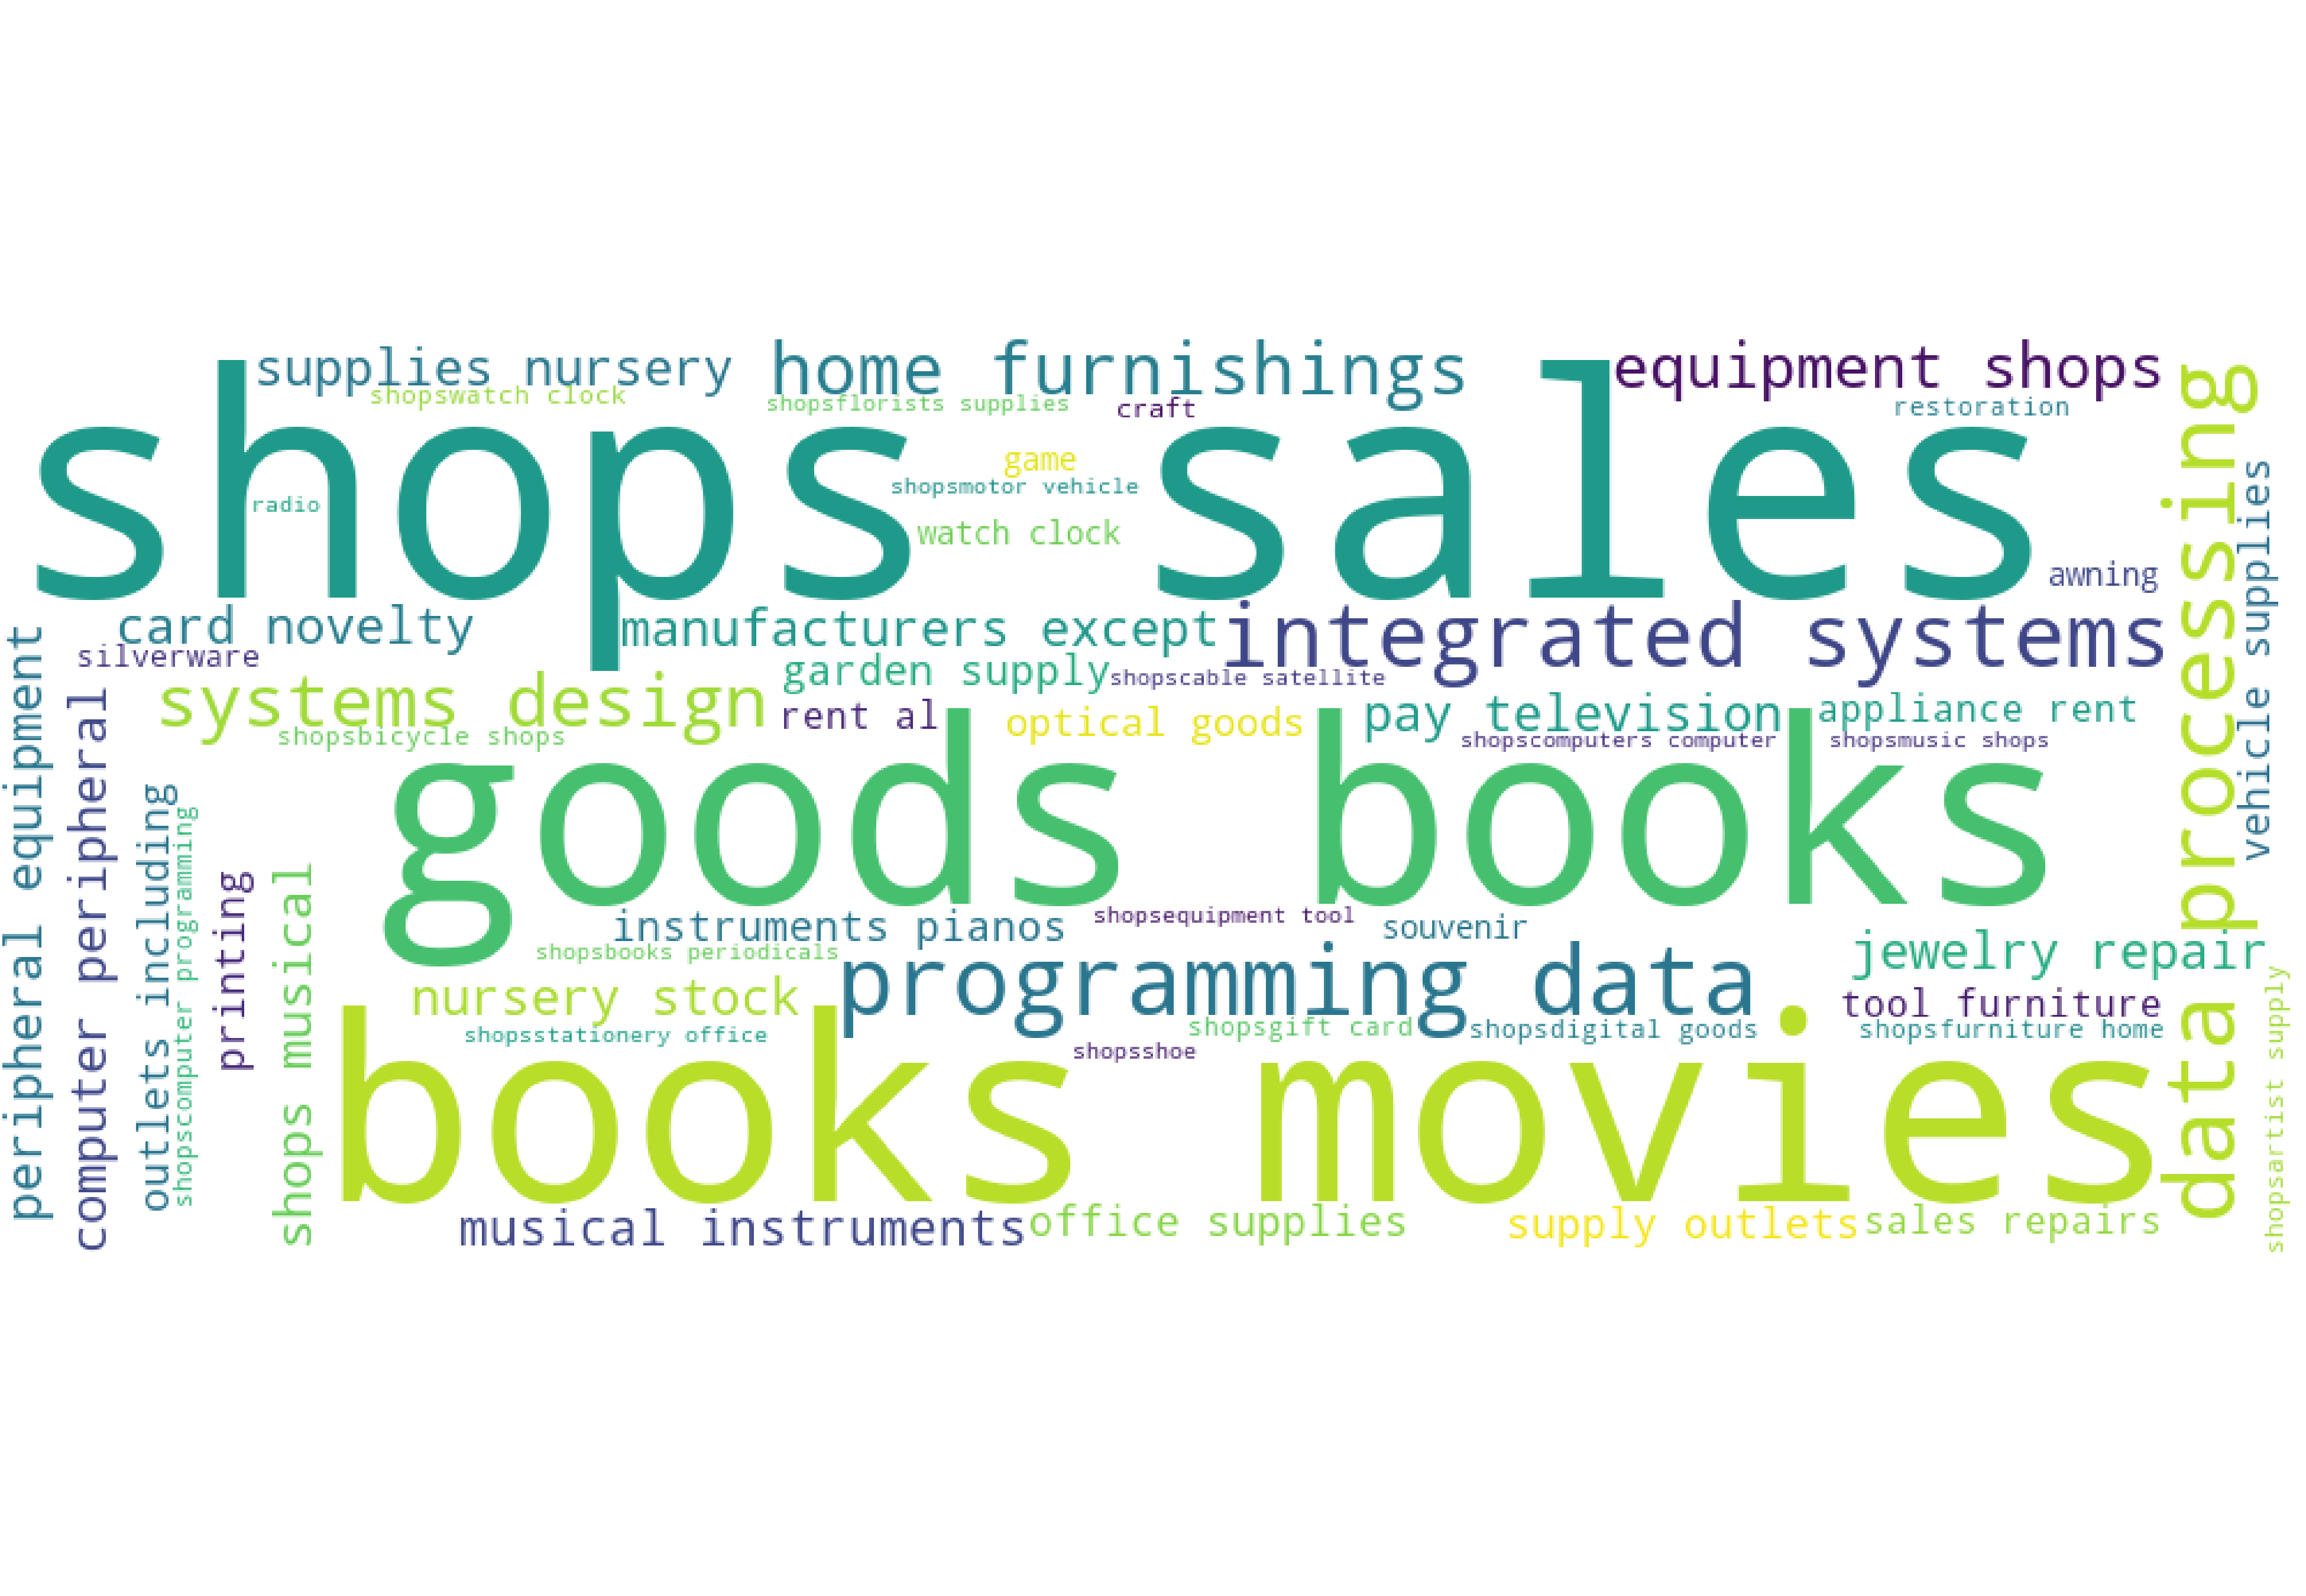 supplies nursery
home furnishings
equipment shops
shopswatch clock
shopsflorists supplies
craft
restoration
shops sales
game
shopsmotor vehicle
radio
watch clock
awning
card novelty
manufacturers except
integrated systems
silverware
garden supply
shopscable satellite
systems design
rent al
optical goods
pay television
appliance rent
shopsbicycle shops
shopscomputers computer
shopsmusic shops
goods books
data processing
vehicle supplies
peripheral equipment
computer peripheral
outlets including
shopscomputer programming
printing
shops musical
instruments pianos
shopsequipment tool
souvenir
shopsbooks periodicals
programming data
jewelry repair
nursery stock
tool furniture
shopsstationery office
shopsgift card
shopsdigital goods
shopsfurniture home
shopsshoe
books movies
shopsartist supply
musical instruments
office supplies
supply outlets
sales repairs